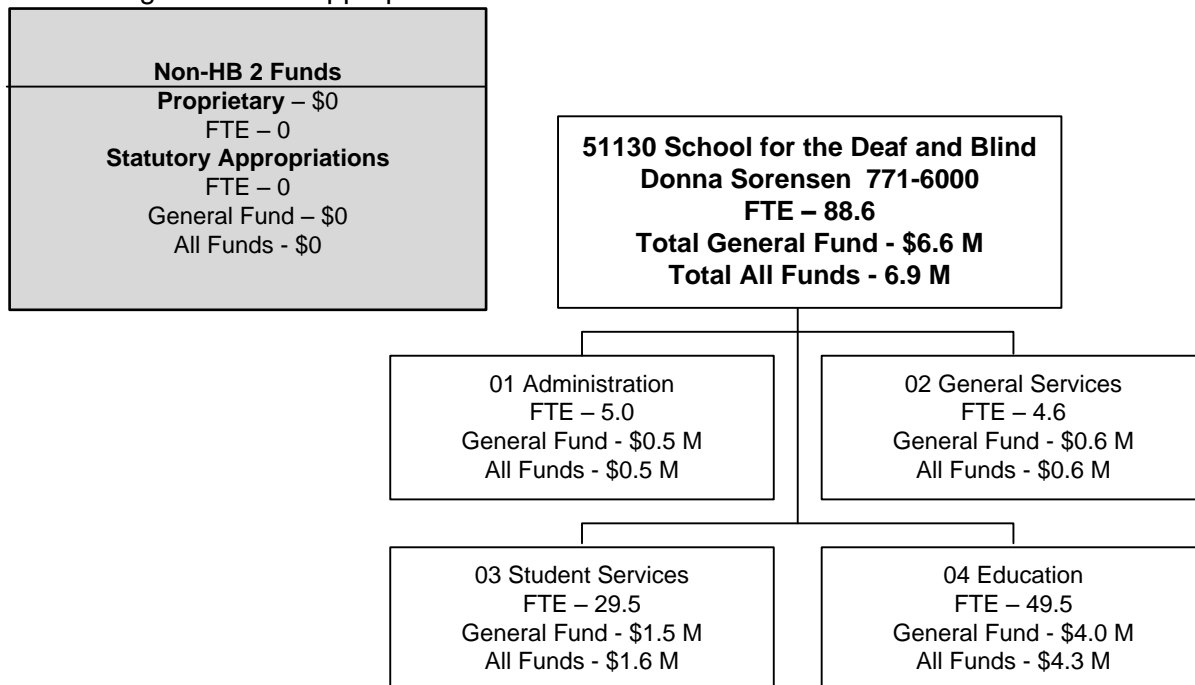 Non-HB 2 Funds
Proprietary – $0
FTE – 0
Statutory Appropriations
FTE – 0
General Fund – $0
All Funds - $0
51130 School for the Deaf and Blind
Donna Sorensen  771-6000
FTE – 88.6
Total General Fund - $6.6 M
Total All Funds - 6.9 M
01 Administration
FTE – 5.0
General Fund - $0.5 M
All Funds - $0.5 M
02 General Services
FTE – 4.6
General Fund - $0.6 M
All Funds - $0.6 M
03 Student Services
FTE – 29.5
General Fund - $1.5 M
All Funds - $1.6 M
04 Education
FTE – 49.5
General Fund - $4.0 M
All Funds - $4.3 M